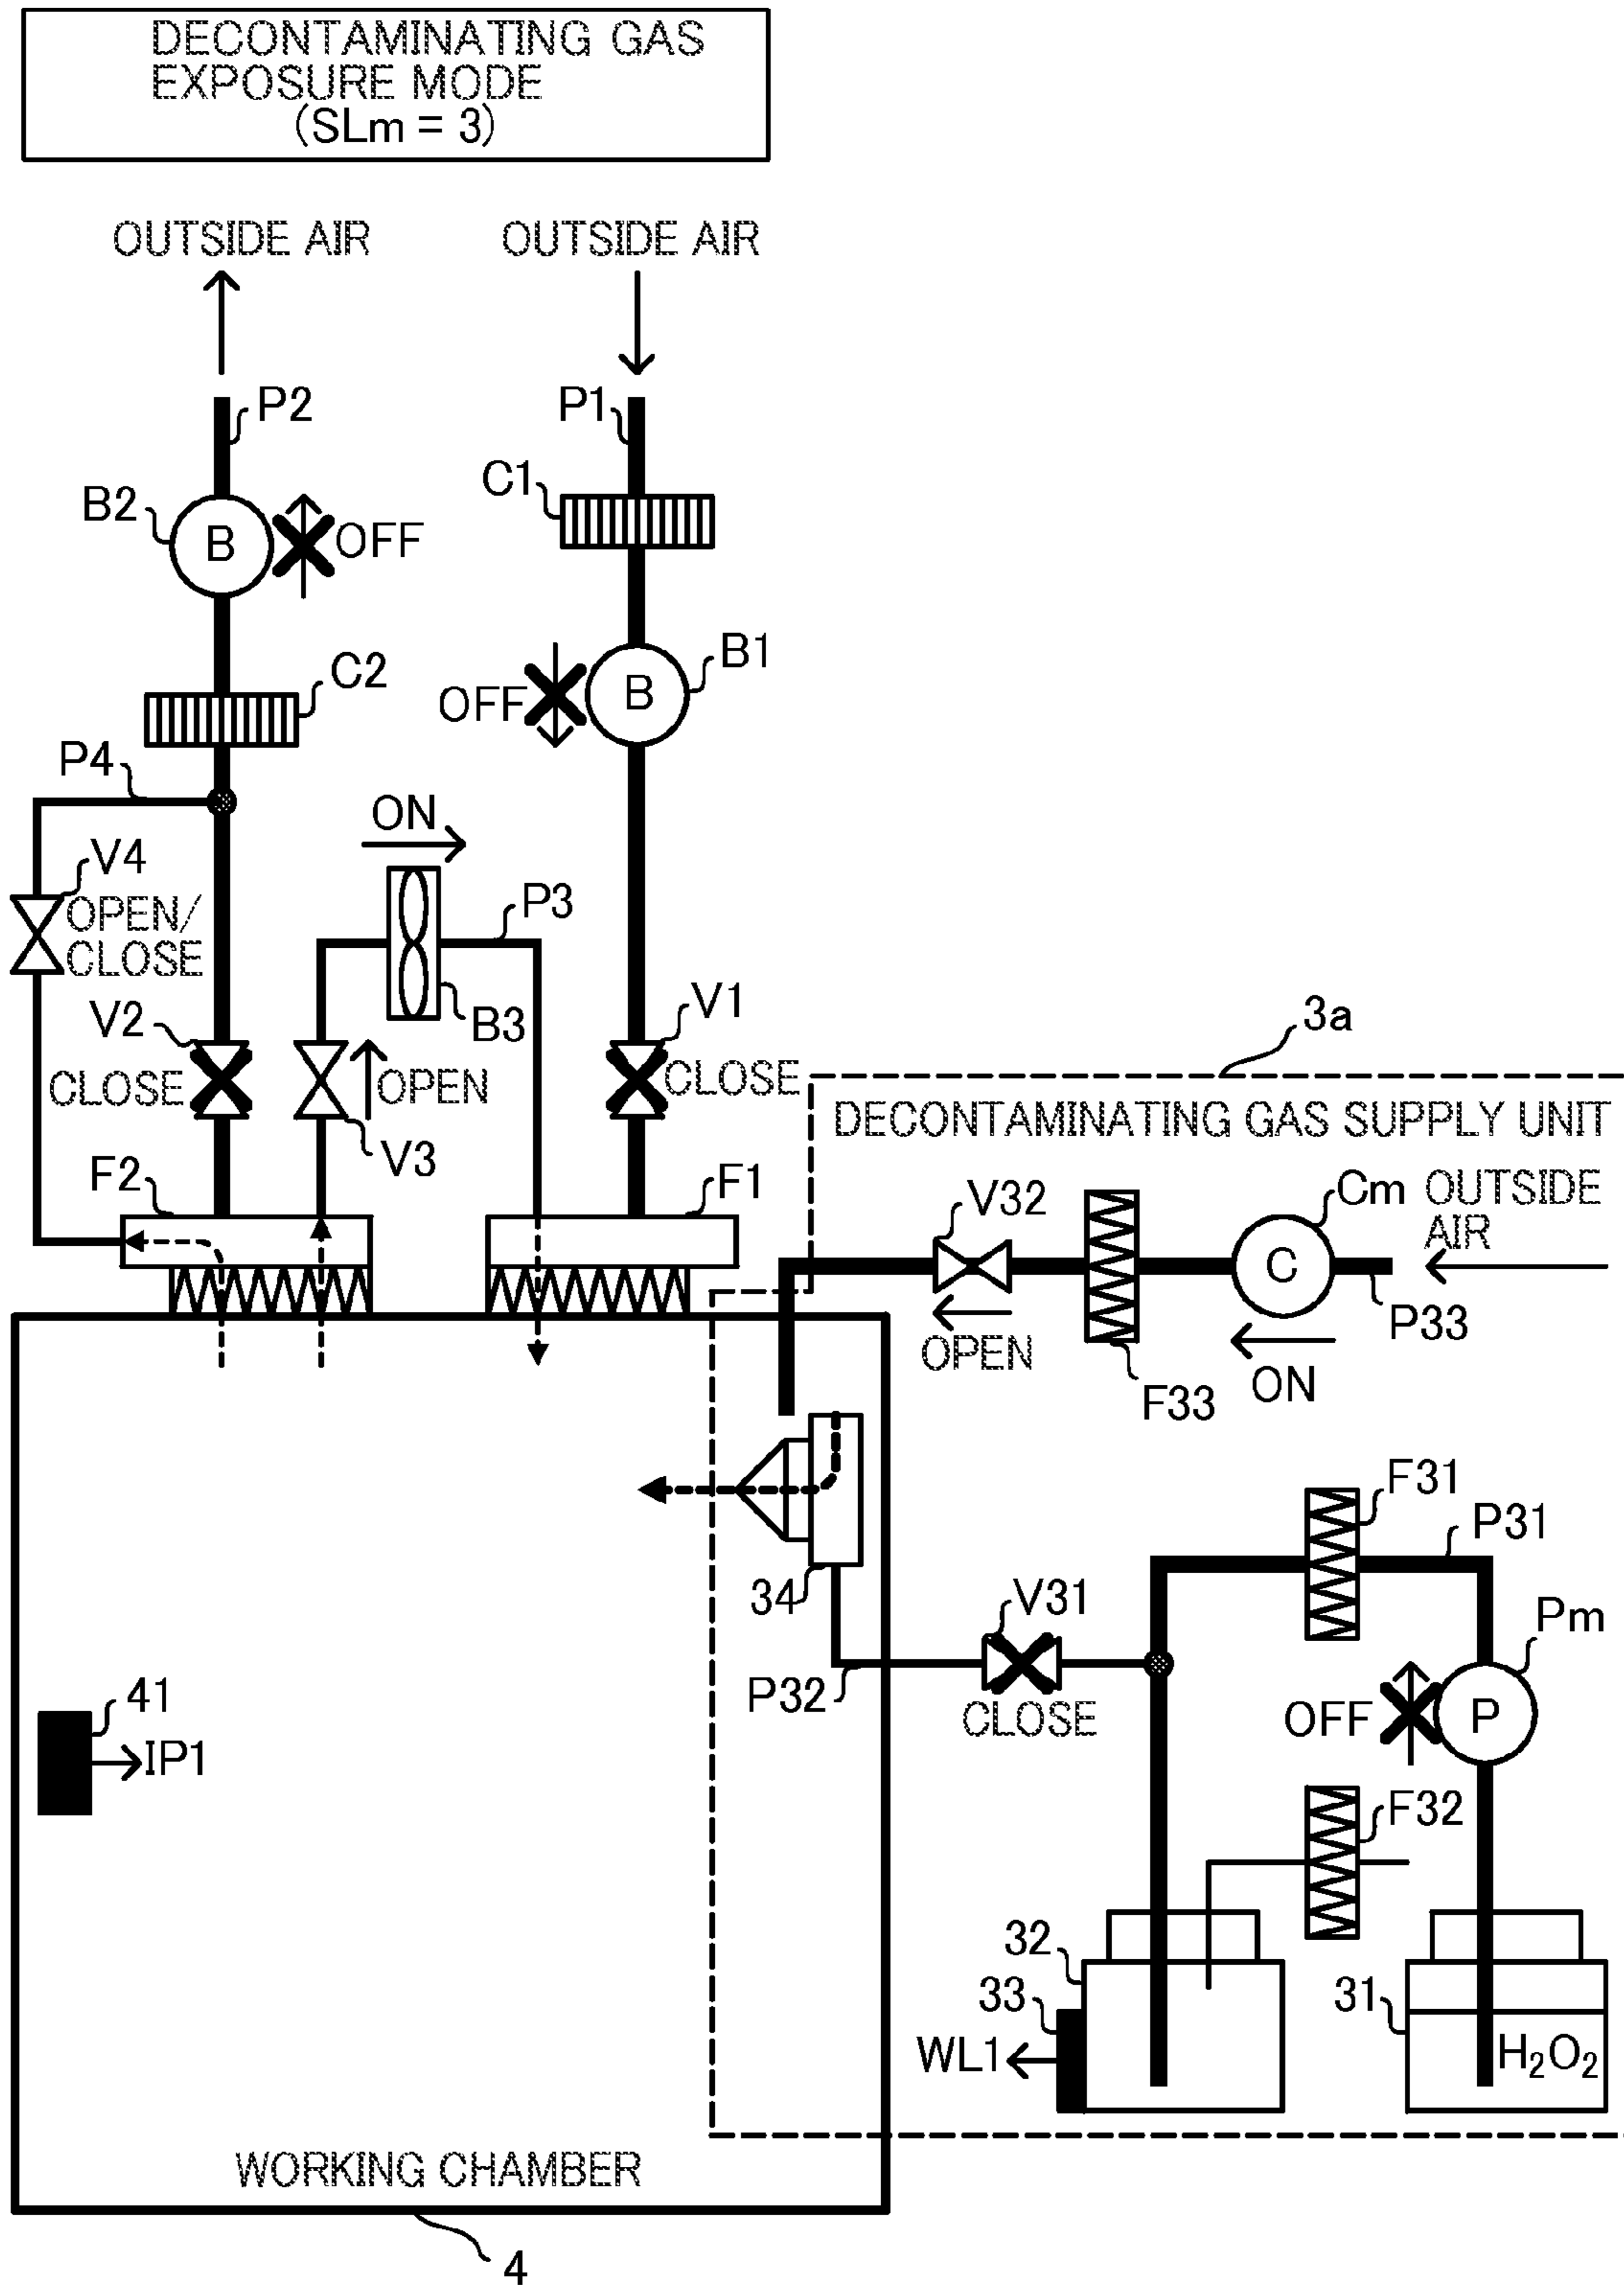 DECONTAMINATING GAS
EXPOSURE MODE
(SLm = 3)
OUTSIDE AIR
OUTSIDE AIR
P2
P1
C1
B2
B
OFF
B1
C2
OFF
B
P4
ON
V4
OPEN/
CLOSE
P3
V2
B3
V1
3a
CLOSE
OPEN
CLOSE
DECONTAMINATING GAS SUPPLY UNIT
V3
F2
F1
V32
Cm
OUTSIDE
AIR
C
P33
OPEN
F33
ON
F31
P31
34
V31
Pm
P32
CLOSE
OFF
P
41
IP1
F32
32
33
31
WL1
H₂O₂
WORKING CHAMBER
4